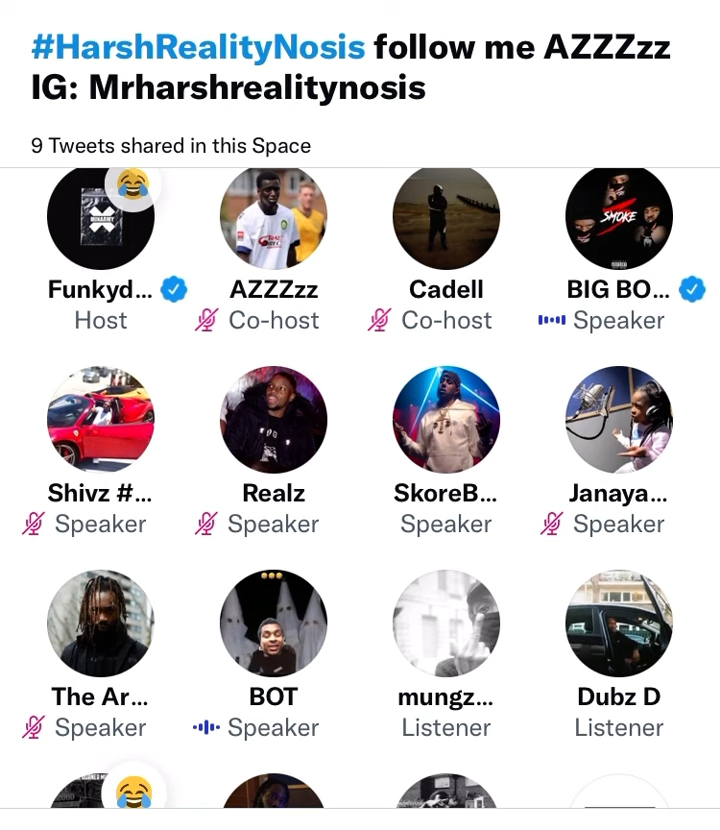 #HarshRealityNosis follow me AZZZzz
IG: Mrharshrealitynosis
9 Tweets shared in this Space
Funkyd... AZZZzz Cadell BIG BO...
Host Co-host Co-host Speaker
SMOKE
Shivz #... Realz SkoreB... Janaya...
Speaker Speaker Speaker Speaker
The Ar... BOT mungz... Dubz D
Speaker Speaker Listener Listener